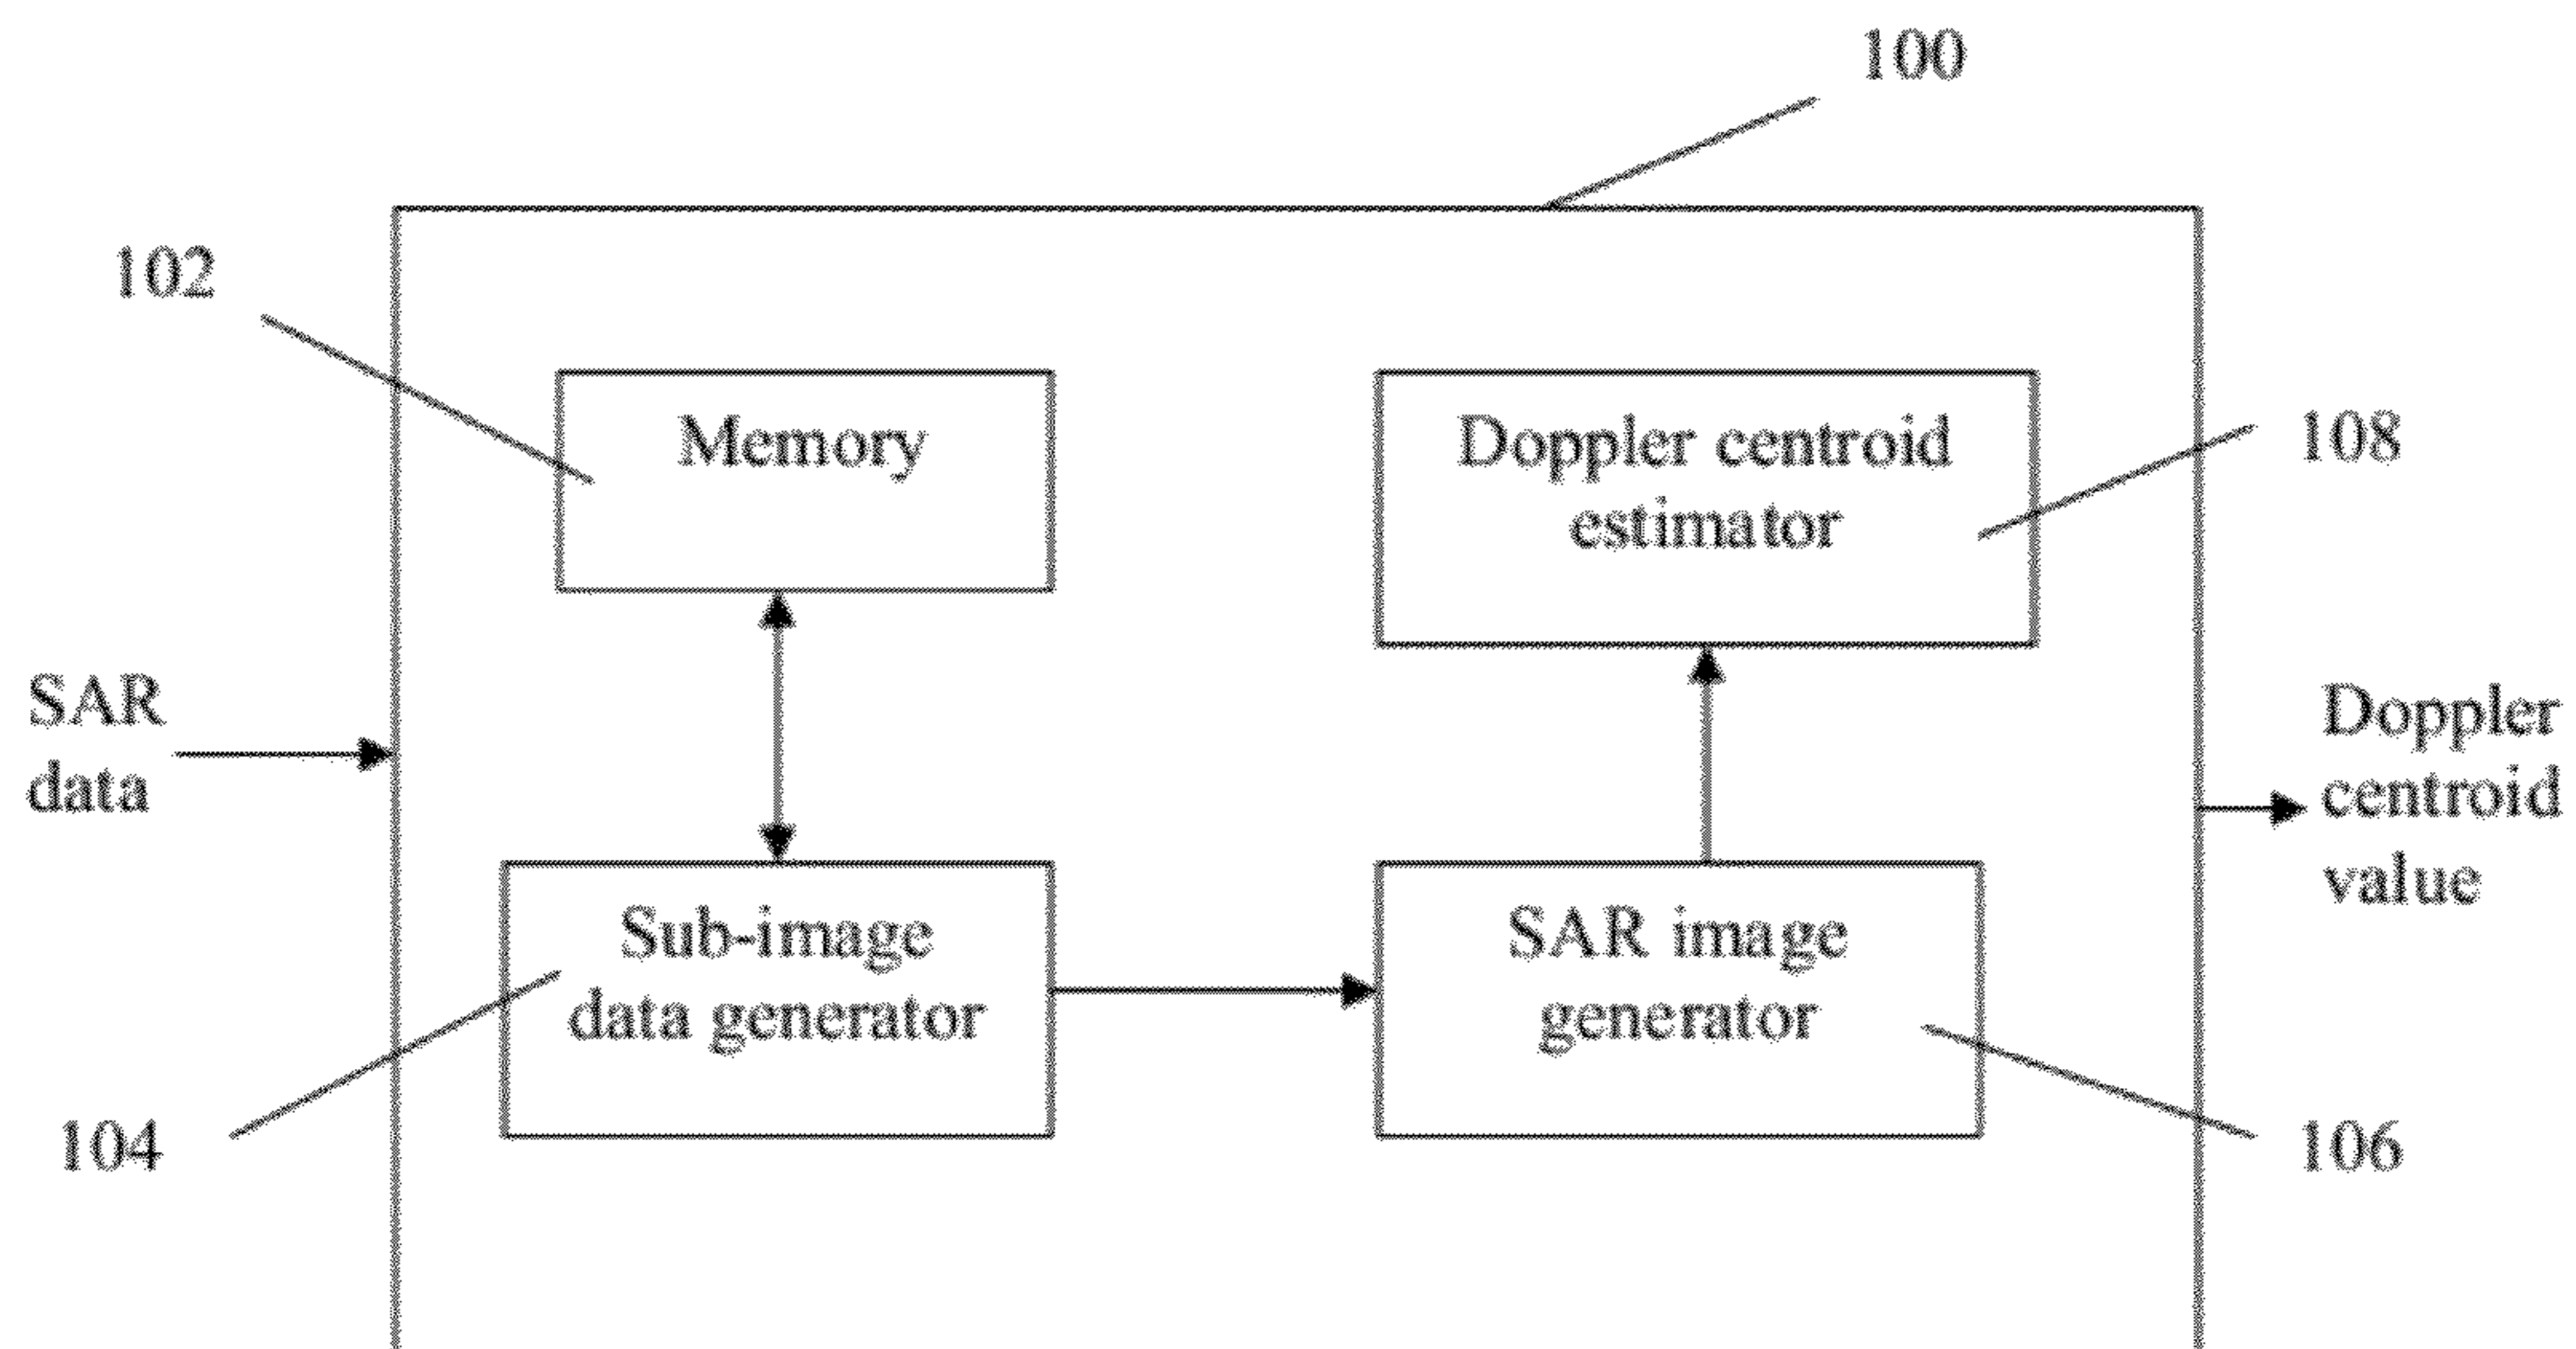 100
102
Memory
Doppler centroid
estimator
108
SAR
data
Doppler
centroid
value
Sub-image
data generator
SAR image
generator
104
106